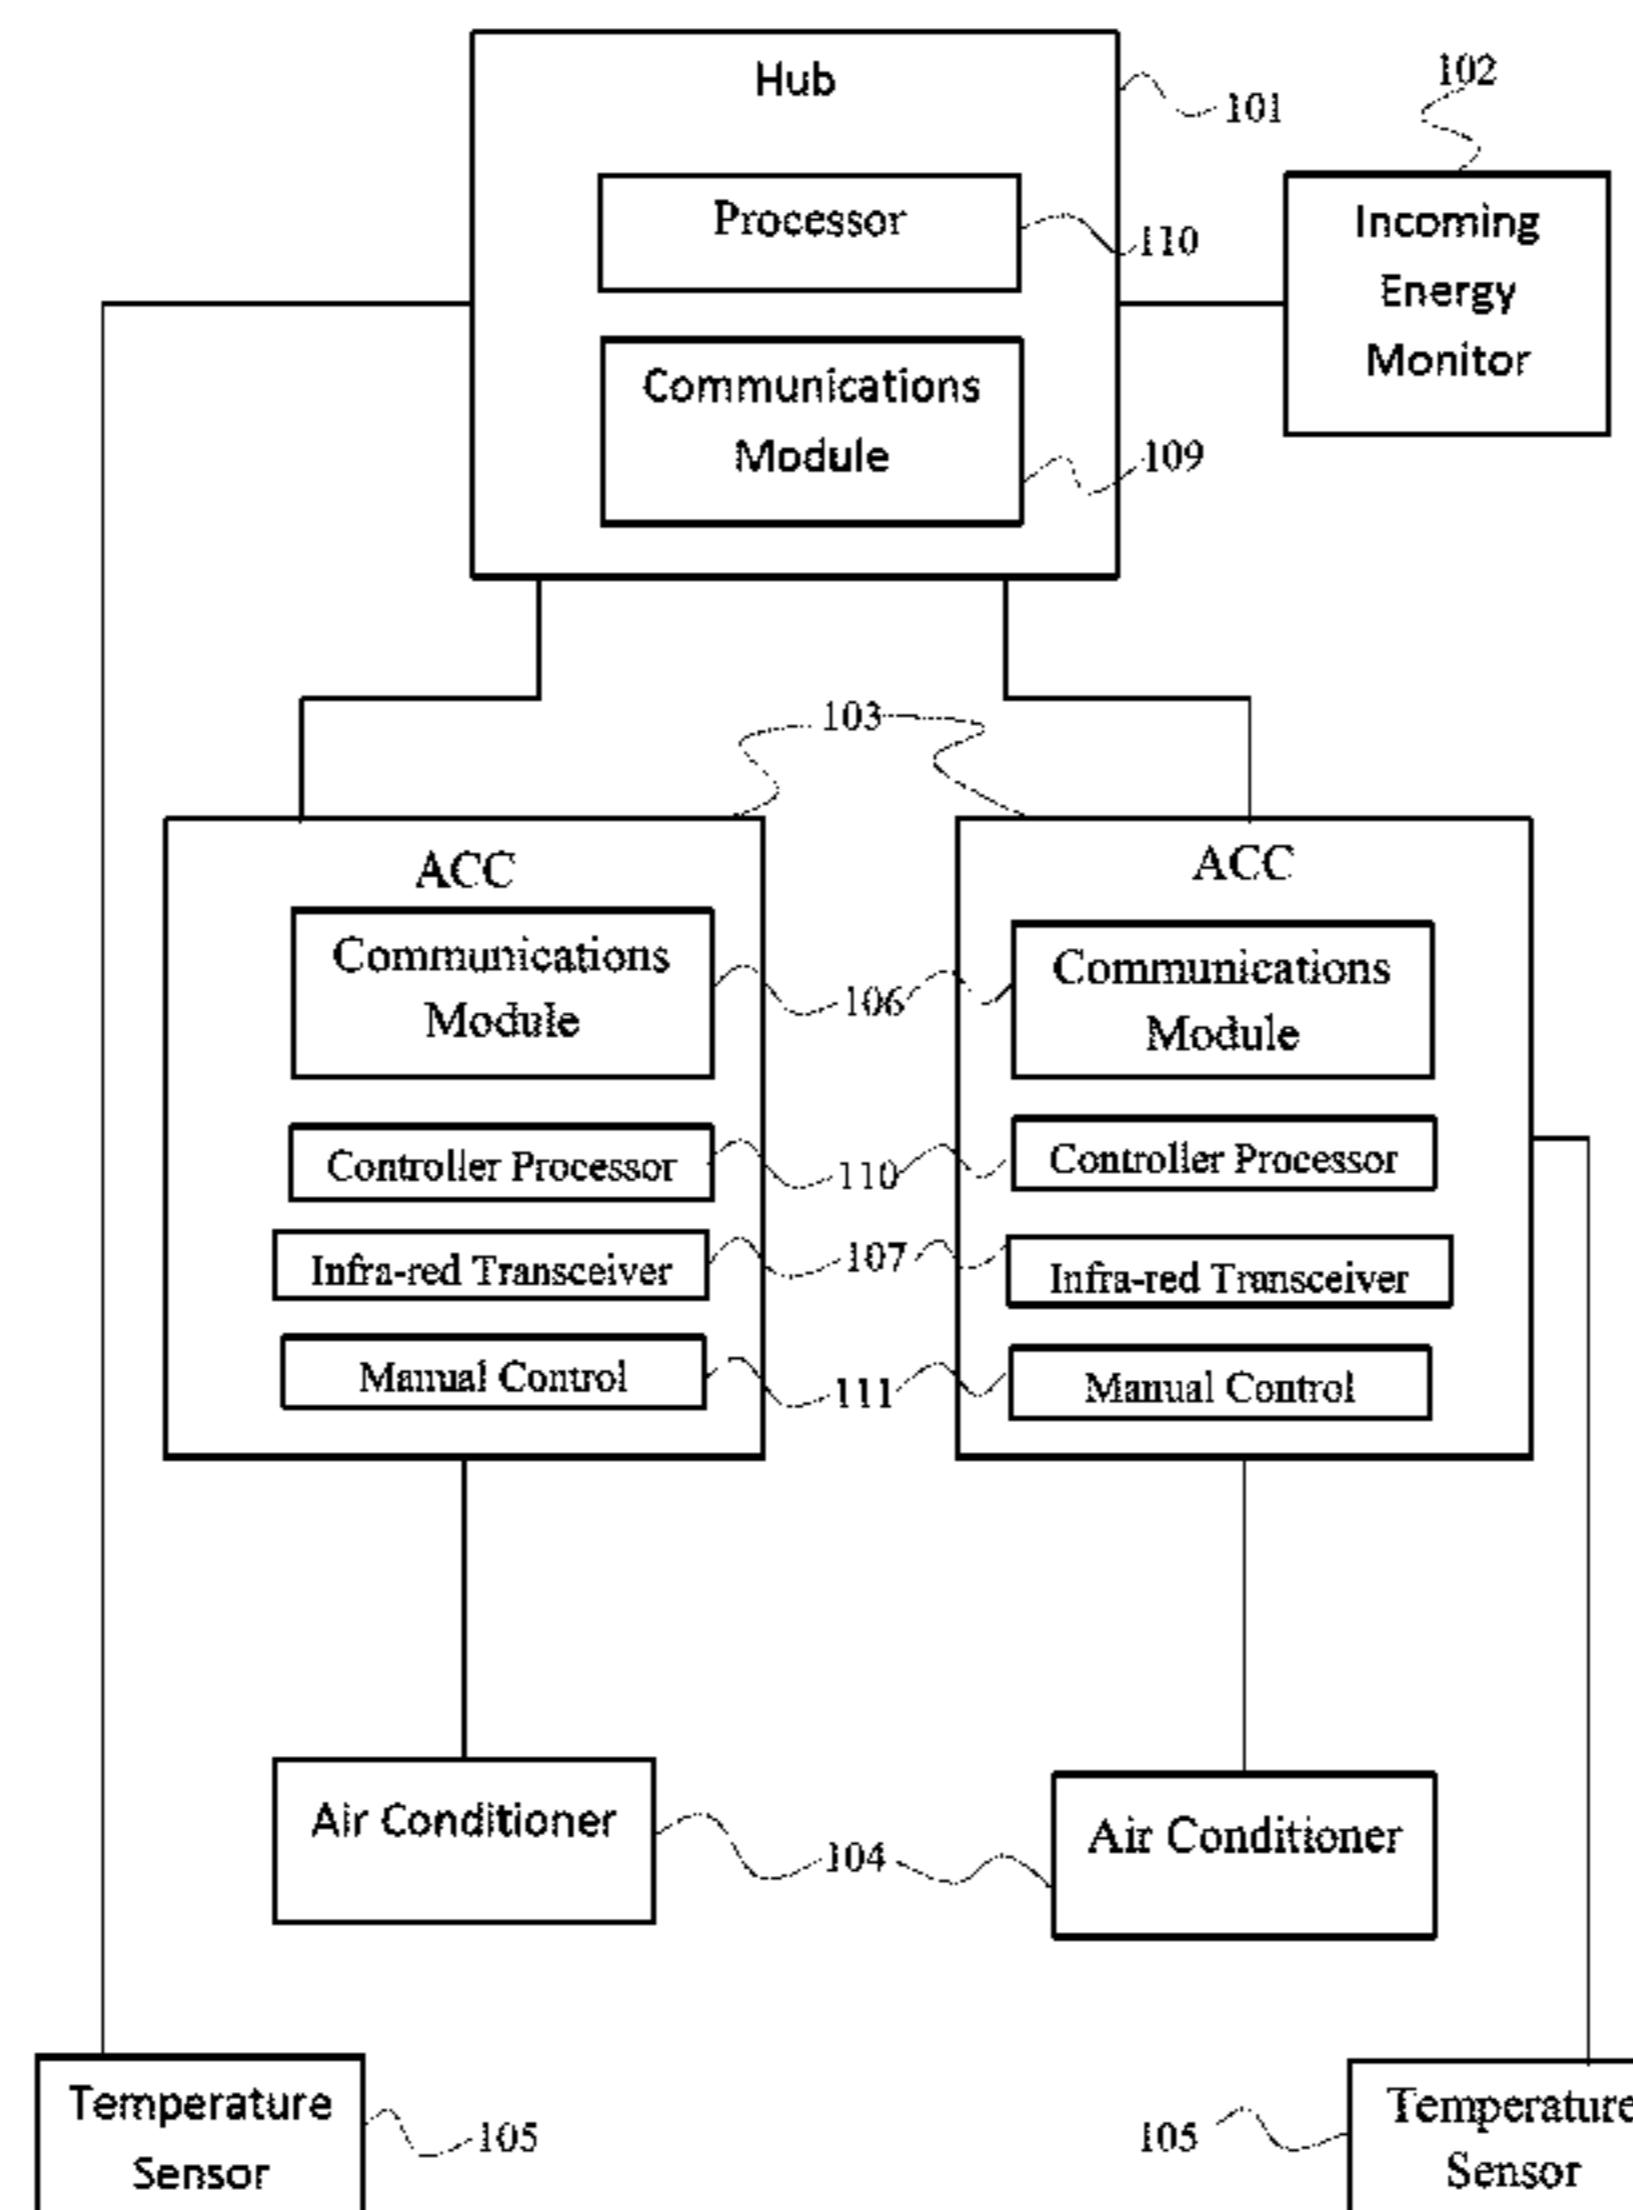 Hub
101
102
Processor
110
Incoming
Energy
Monitor
Communications
Module
109
103
ACC
Communications
Module
106
Controller Processor
110
Infra-red Transceiver
107
Manual Control
111
ACC
Communications
Module
Controller Processor
Infra-red Transceiver
Manual Control
Air Conditioner
104
Air Conditioner
Temperature
Sensor
105
105
Temperature
Sensor